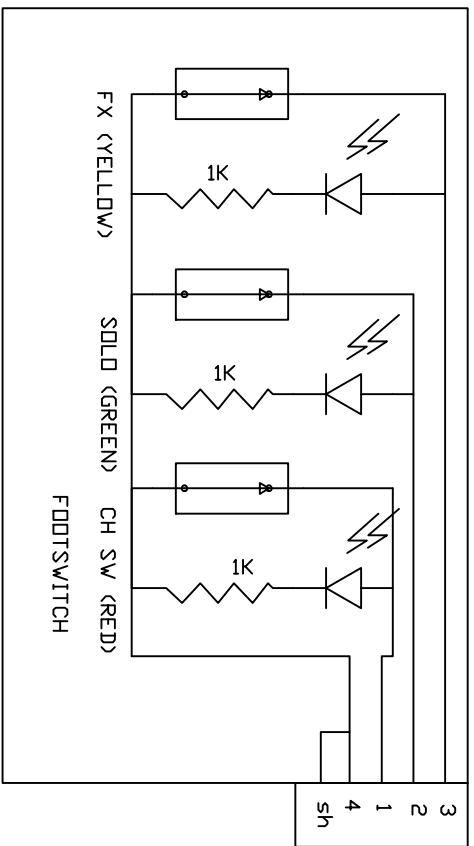 1K
1K
1K
FX (YELLOW)
SOLO (GREEN)
CH SW (RED)
FOOTSWITCH
3
2
1
4
sh